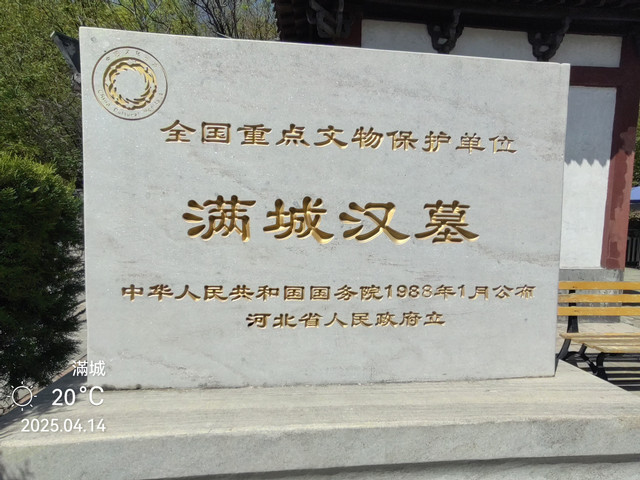 全国重点文物保护单位
满城汉墓
中华人民共和国国务院1988年1月公布
河北省人民政府立
滿城
20°C
2025.04.14